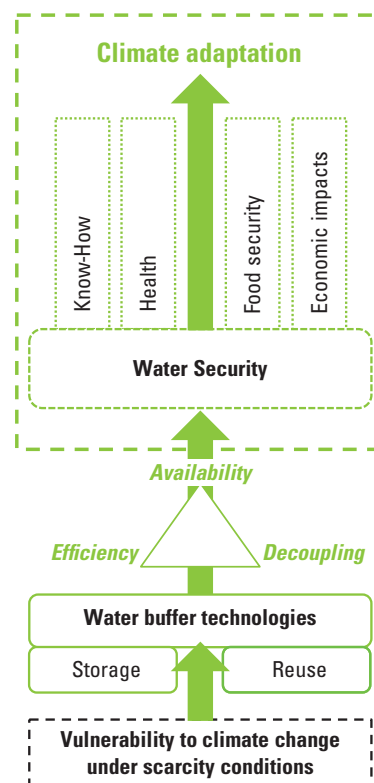 Climate adaptation
Know-How
Health
Food security
Economic impacts
Water Security
Availability
Efficiency
Decoupling
Water buffer technologies
Storage
Reuse
Vulnerability to climate change
under scarcity conditions